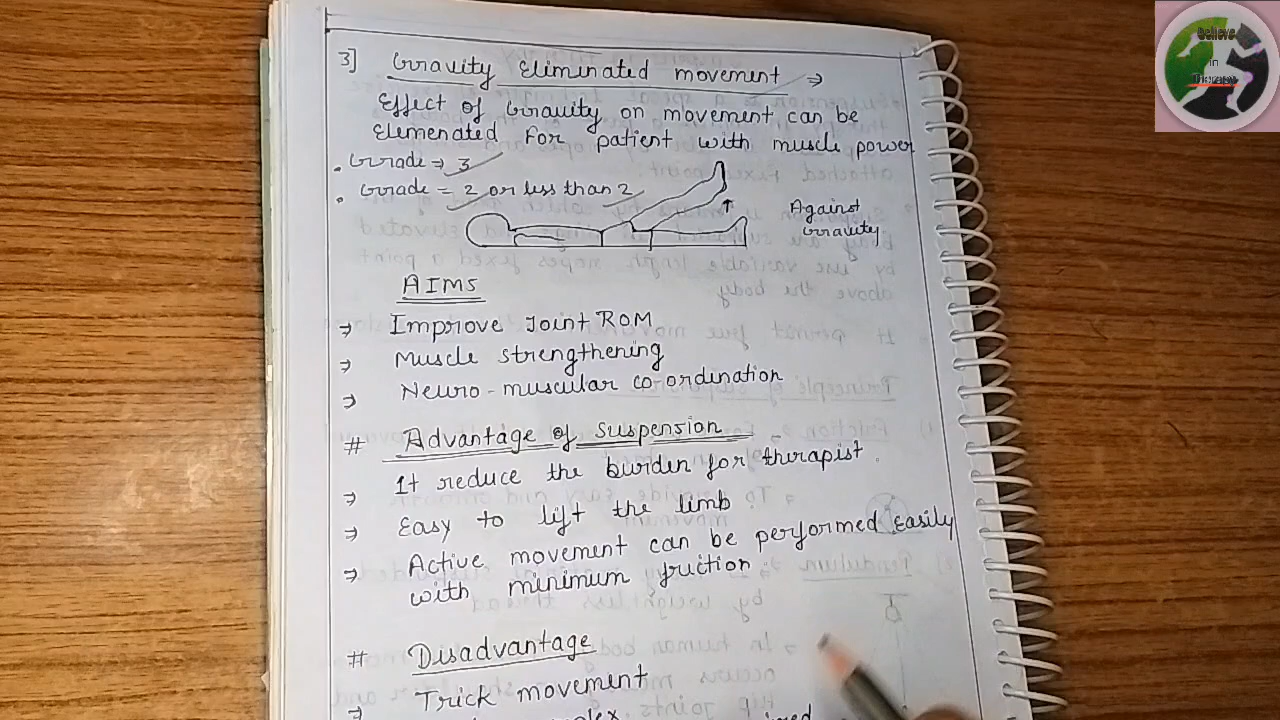 Believe
in
Therapy
3] Gravity Eliminated movement →
Effect of Gravity on movement can be
Elemenated For patient with muscle power
• Grade → 3
• Grade = 2 or less than 2
Against
Gravity
AIMS
→ Improve Joint ROM
→ Muscle strengthening
→ Neuro-muscular co-ordination
# Advantage of suspension
→ It reduce the burden for therapist.
→ Easy to lift the limb
→ Active movement can be performed easily
with minimum friction
# Disadvantage
→ Trick movement